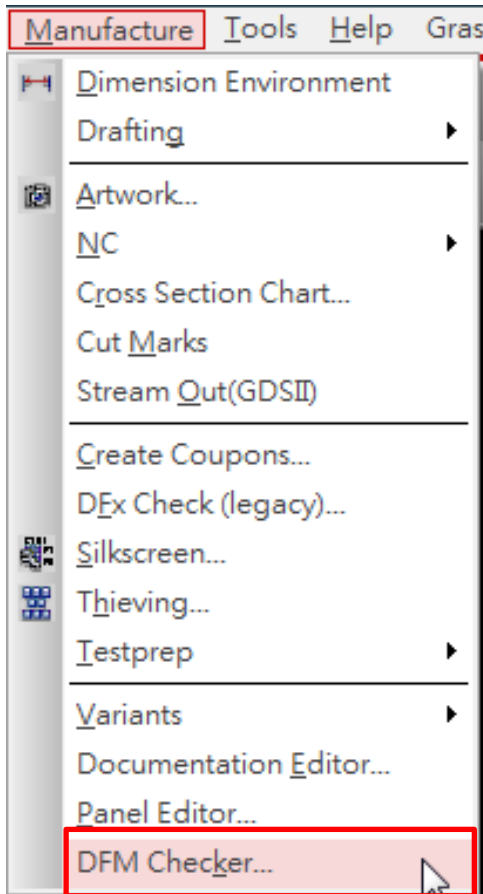 Manufacture Tools Help Gras
Dimension Environment
Drafting
Artwork...
NC
Cross Section Chart...
Cut Marks
Stream Out(GDSII)
Create Coupons...
DFx Check (legacy)...
Silkscreen...
Thieving...
Testprep
Variants
Documentation Editor...
Panel Editor...
DFM Checker...